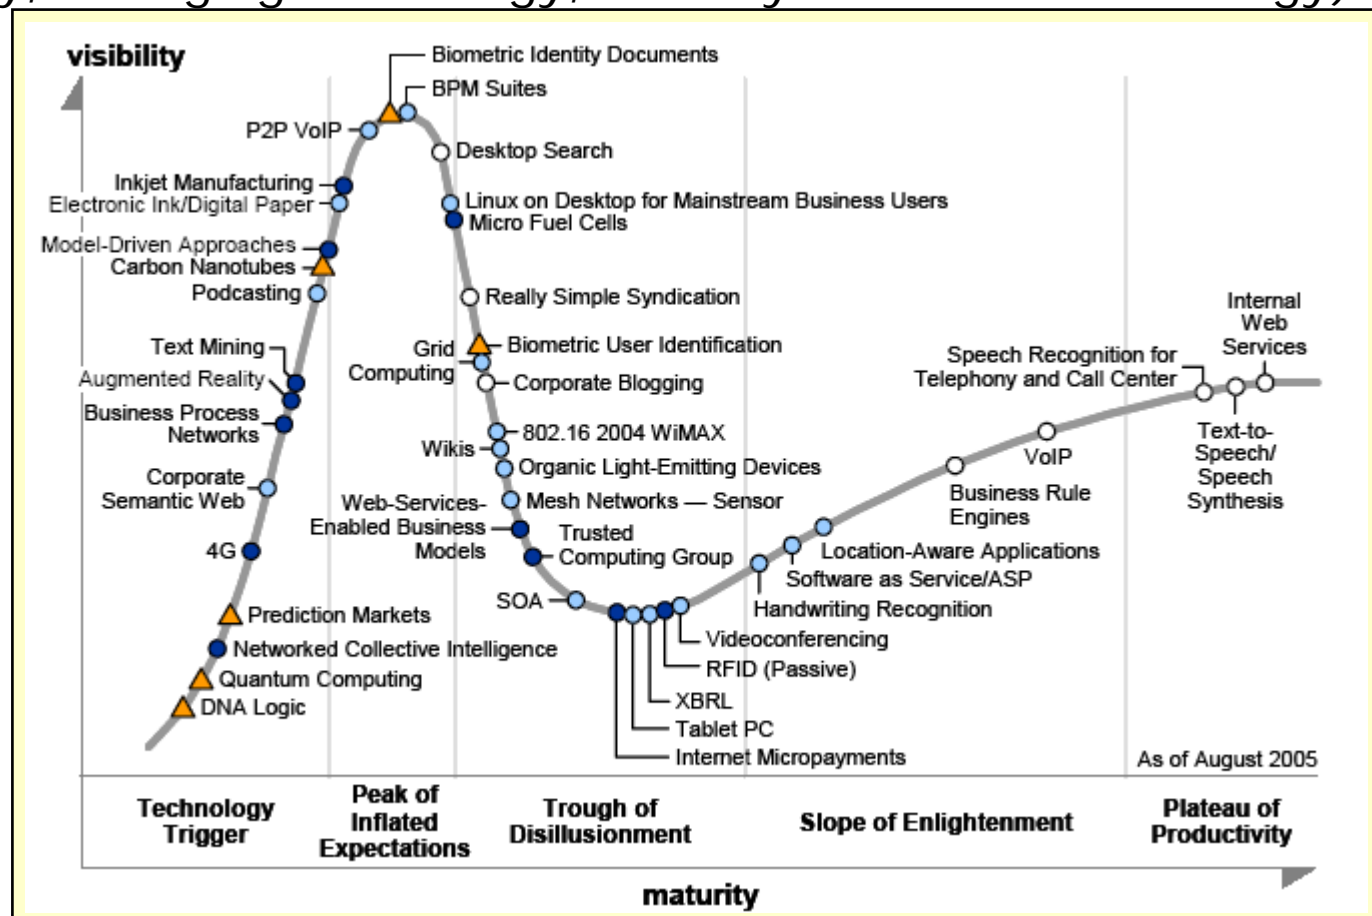 visibility
Biometric Identity Documents
BPM Suites
P2P VoIP
Desktop Search
Inkjet Manufacturing
Electronic Ink/Digital Paper
Linux on Desktop for Mainstream Business Users
Micro Fuel Cells
Model-Driven Approaches
Carbon Nanotubes
Podcasting
Really Simple Syndication
Text Mining
Augmented Reality
Business Process
Networks
Grid
Computing
Biometric User Identification
Corporate Blogging
Corporate
Semantic Web
802.16 2004 WiMAX
Wikis
Organic Light-Emitting Devices
Mesh Networks — Sensor
Web-Services-
Enabled Business
Models
Trusted
Computing Group
4G
SOA
Prediction Markets
Networked Collective Intelligence
Quantum Computing
DNA Logic
Videoconferencing
RFID (Passive)
XBRL
Tablet PC
Internet Micropayments
Handwriting Recognition
Software as Service/ASP
Location-Aware Applications
Business Rule
Engines
VoIP
Speech Recognition for
Telephony and Call Center
Internal
Web
Services
Text-to-
Speech/
Speech
Synthesis
As of August 2005
Technology
Trigger
Peak of
Inflated
Expectations
Trough of
Disillusionment
Slope of Enlightenment
Plateau of
Productivity
maturity